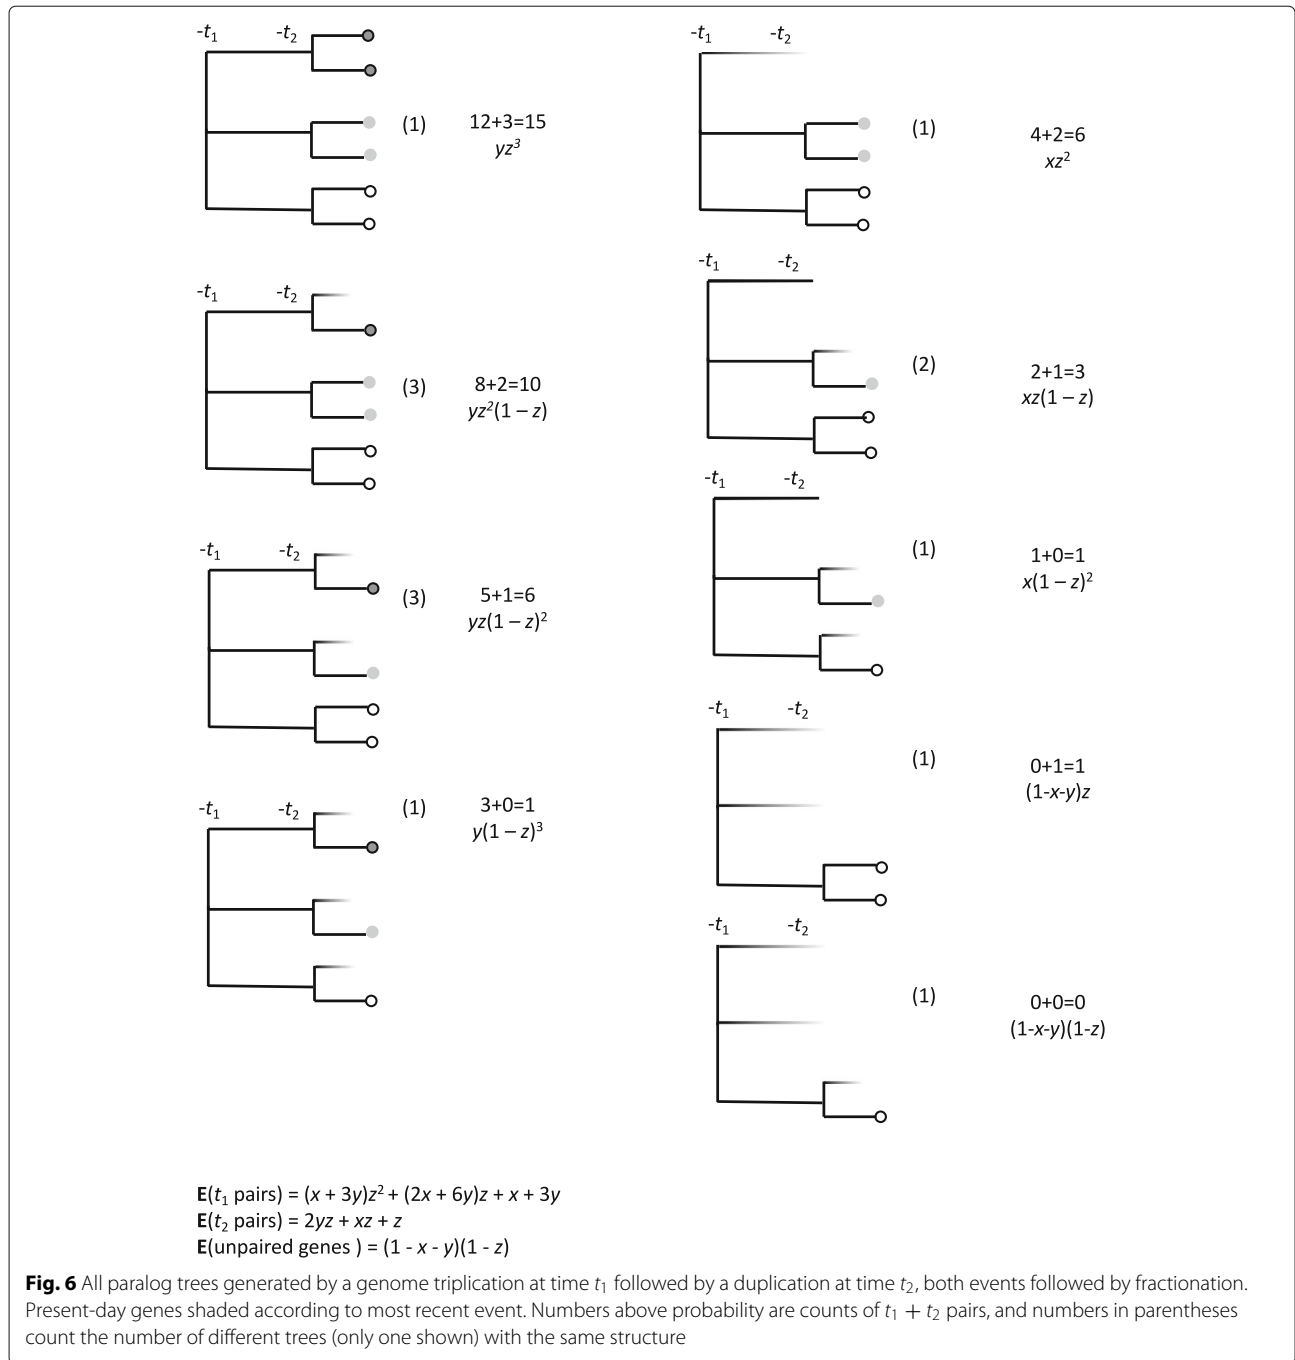 -t₁ -t₂
(1) 12+3=15
yz³
-t₁ -t₂
(3) 8+2=10
yz²(1 – z)
-t₁ -t₂
(3) 5+1=6
yz(1 – z)²
-t₁ -t₂
(1) 3+0=1
y(1 – z)³
-t₁ -t₂
(1) 4+2=6
xz²
-t₁ -t₂
(2) 2+1=3
xz(1 – z)
-t₁ -t₂
(1) 1+0=1
x(1 – z)²
-t₁ -t₂
(1) 0+1=1
(1-x-y)z
-t₁ -t₂
(1) 0+0=0
(1-x-y)(1-z)
E(t₁ pairs) = (x + 3y)z² + (2x + 6y)z + x + 3y
E(t₂ pairs) = 2yz + xz + z
E(unpaired genes ) = (1 - x - y)(1 - z)
Fig. 6 All paralog trees generated by a genome triplication at time t₁ followed by a duplication at time t₂, both events followed by fractionation.
Present-day genes shaded according to most recent event. Numbers above probability are counts of t₁ + t₂ pairs, and numbers in parentheses
count the number of different trees (only one shown) with the same structure